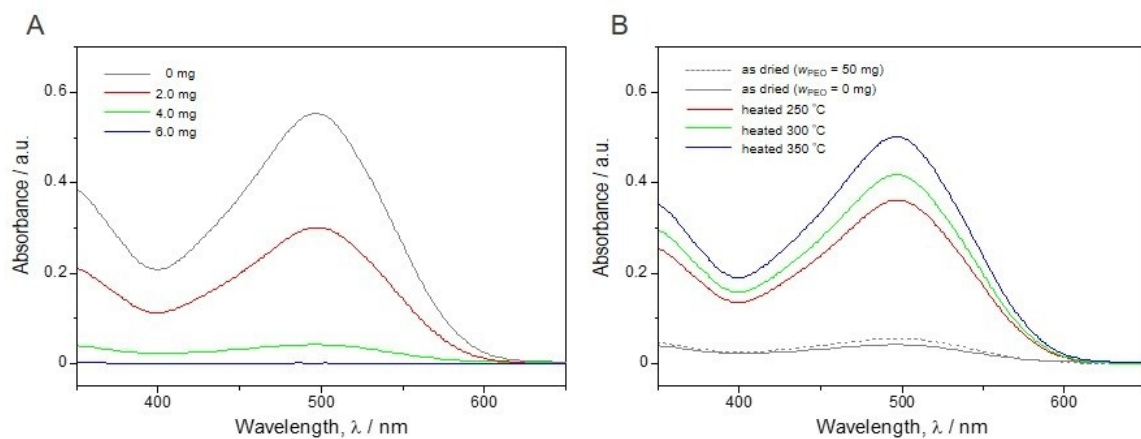 A
0 mg
2.0 mg
4.0 mg
6.0 mg
0.6
0.4
0.2
0
400
500
600
Absorbance / a.u.
Wavelength, λ / nm
B
as dried (wPEO = 50 mg)
as dried (wPEO = 0 mg)
heated 250 °C
heated 300 °C
heated 350 °C
0.6
0.4
0.2
0
400
500
600
Absorbance / a.u.
Wavelength, λ / nm